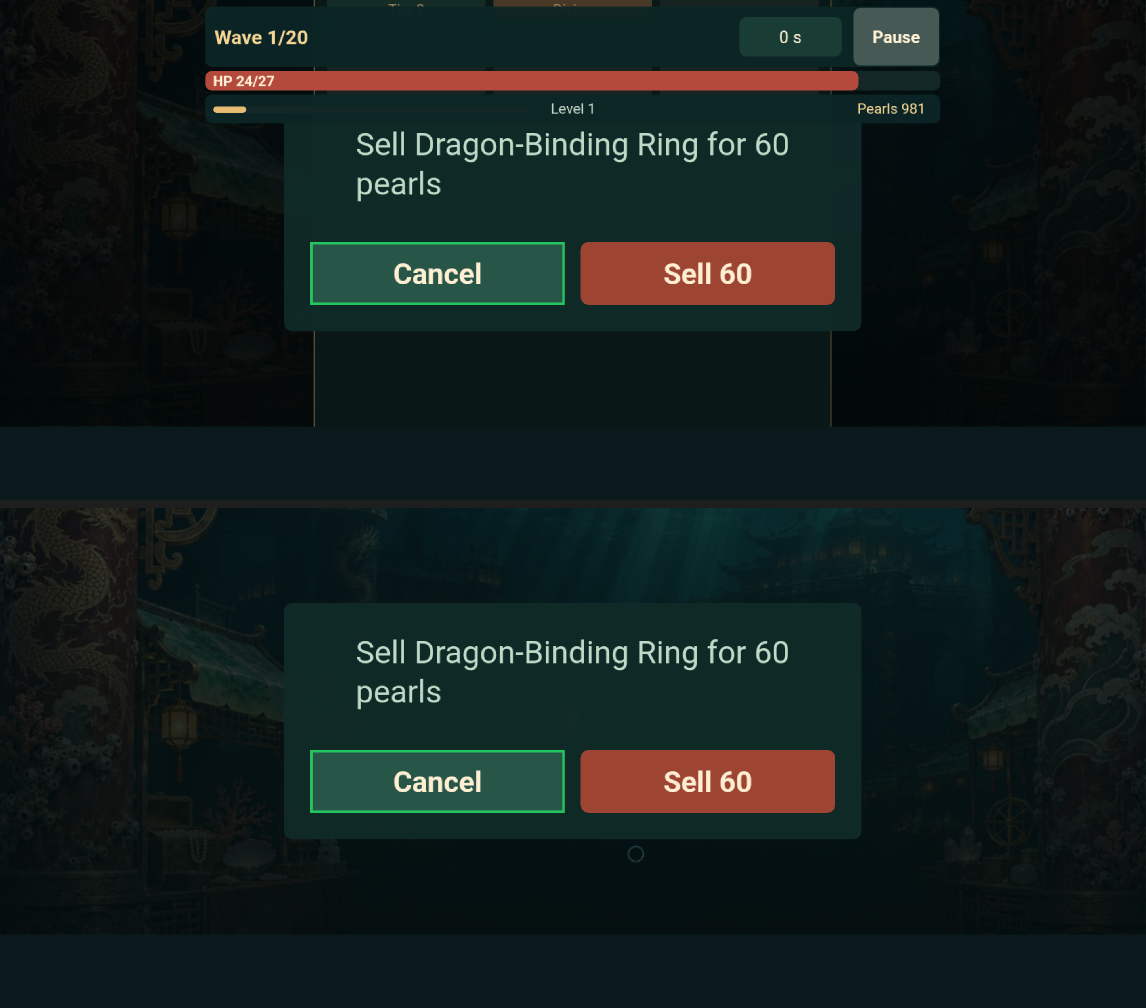 Wave 1/20
0 s
Pause
HP 24/27
Level 1
Pearls 981
Sell Dragon-Binding Ring for 60
pearls
Cancel
Sell 60
Sell Dragon-Binding Ring for 60
pearls
Cancel
Sell 60